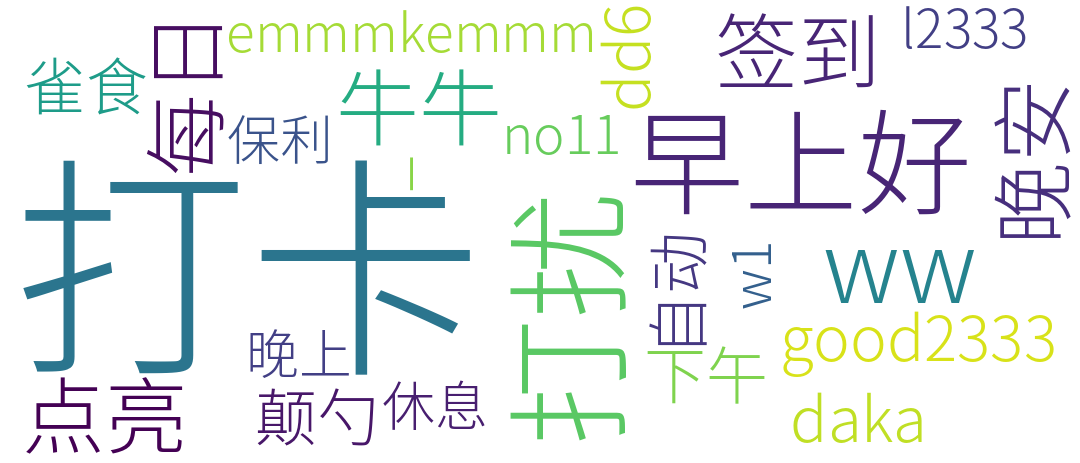 emmmkemmm
dd6
签到
l2333
雀食
每日
牛牛
保利
no11
早上好
晚安
打卡
-
打扰
自动
w1
ww
晚上
下午
good2333
点亮
颠勺
休息
daka